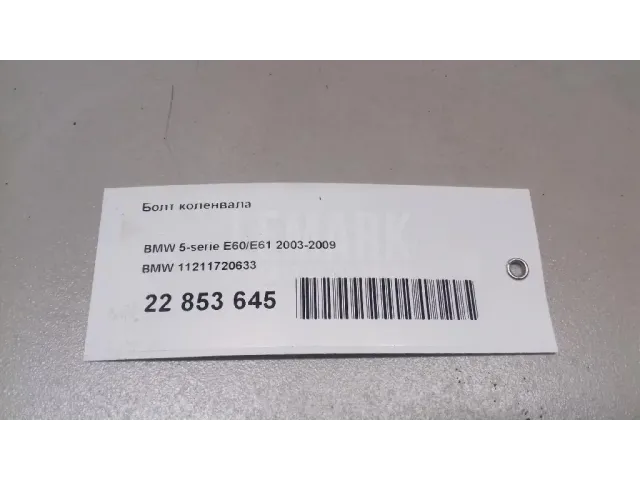 Болт коленвала
BMW 5-serie E60/E61 2003-2009
BMW 11211720633
22 853 645